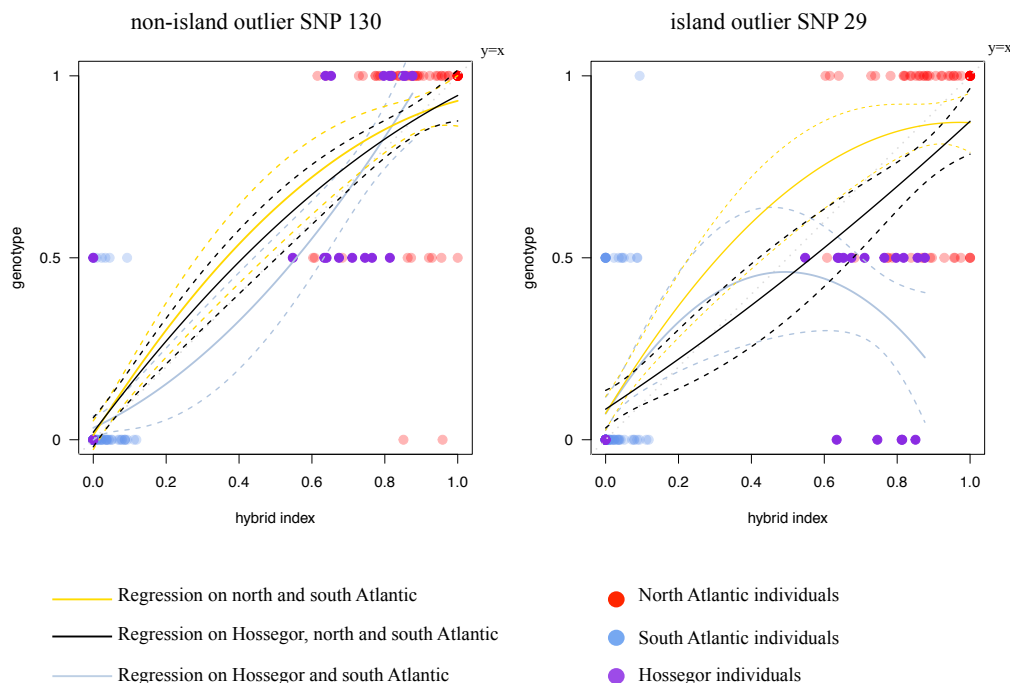 non-island outlier SNP 130
island outlier SNP 29
y=x
y=x
genotype
1
0.5
0
0.0 0.2 0.4 0.6 0.8 1.0
hybrid index
genotype
1
0.5
0
0.0 0.2 0.4 0.6 0.8 1.0
hybrid index
Regression on north and south Atlantic
Regression on Hossegor, north and south Atlantic
Regression on Hossegor and south Atlantic
North Atlantic individuals
South Atlantic individuals
Hossegor individuals